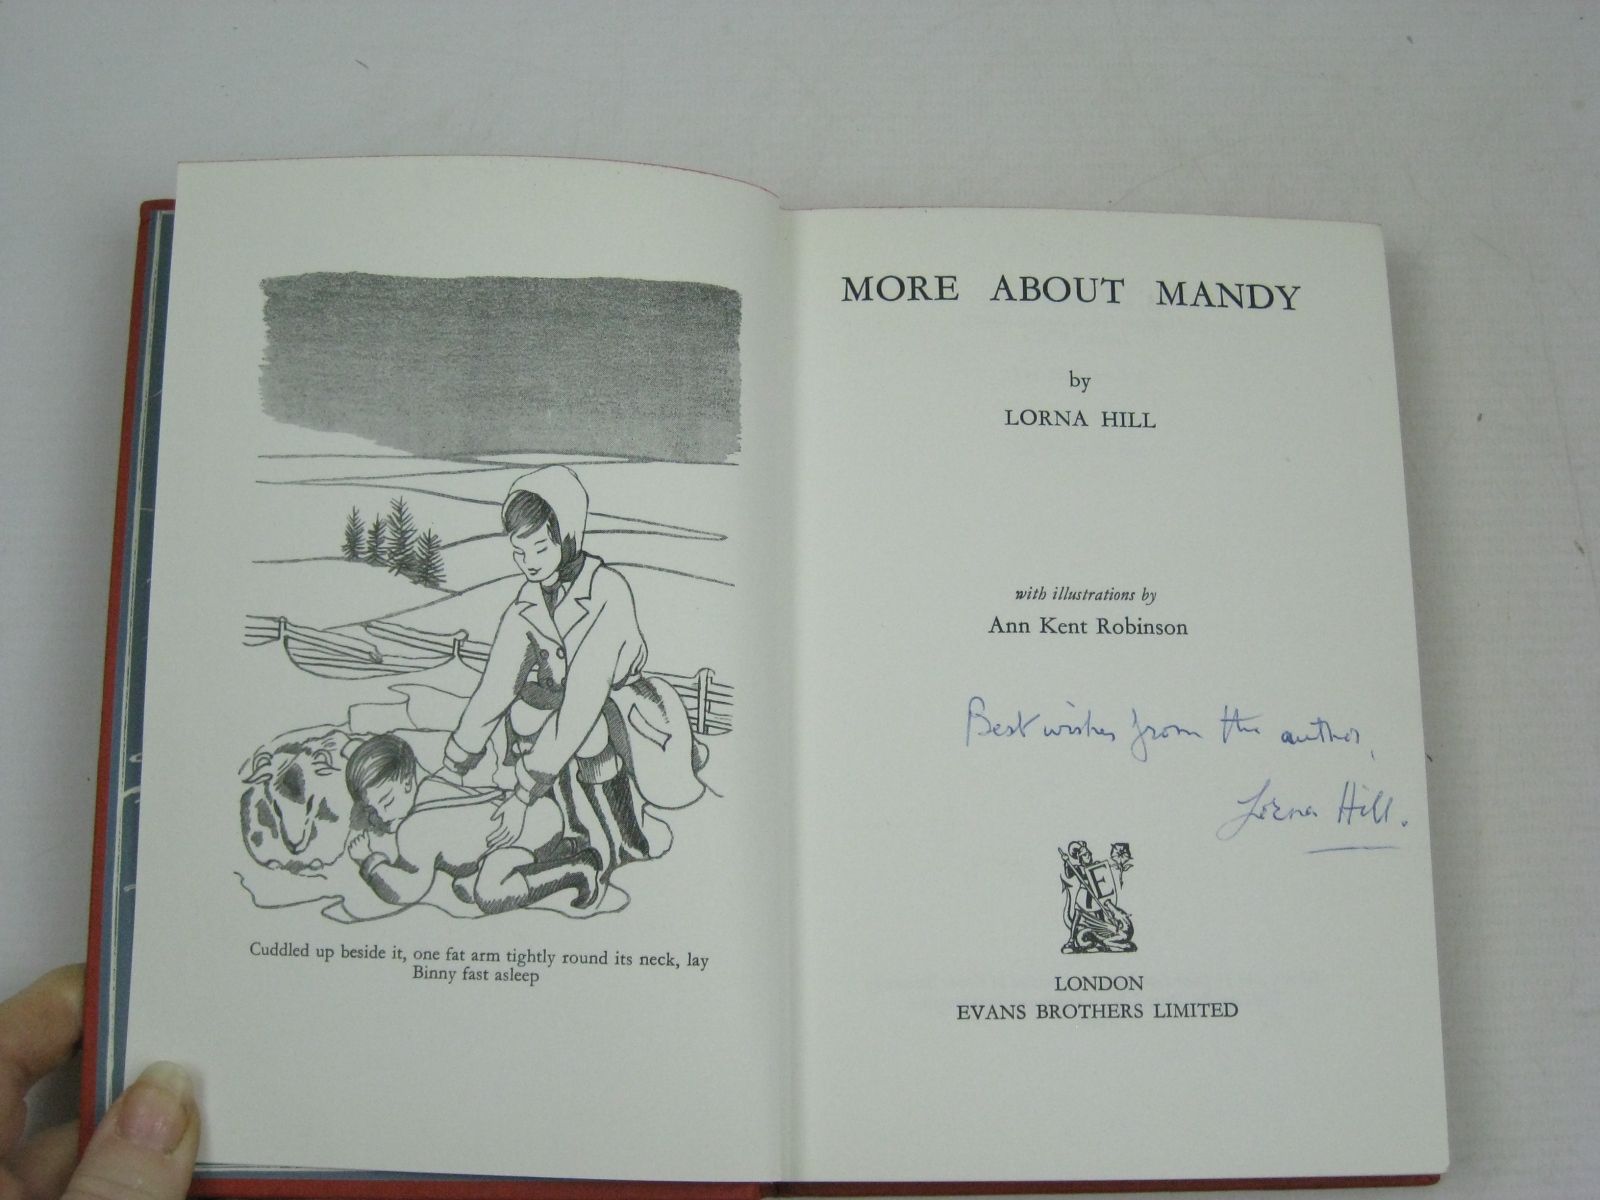 Cuddled up beside it, one fat arm tightly round its neck, lay
Binny fast asleep
MORE ABOUT MANDY
by
LORNA HILL
with illustrations by
Ann Kent Robinson
Best wishes from the author,
Lorna Hill.
E
LONDON
EVANS BROTHERS LIMITED